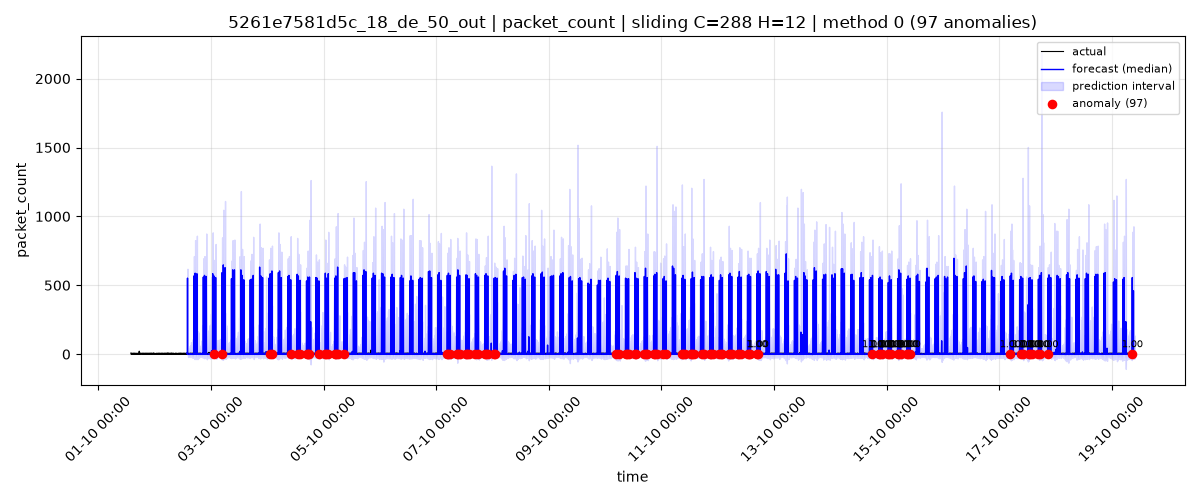 5261e7581d5c_18_de_50_out | packet_count | sliding C=288 H=12 | method 0 (97 anomalies)
actual
forecast (median)
prediction interval
anomaly (97)
packet_count
2000
1500
1000
500
0
1.00
1.00
01-10 00:00
03-10 00:00
05-10 00:00
07-10 00:00
09-10 00:00
11-10 00:00
13-10 00:00
15-10 00:00
17-10 00:00
19-10 00:00
time